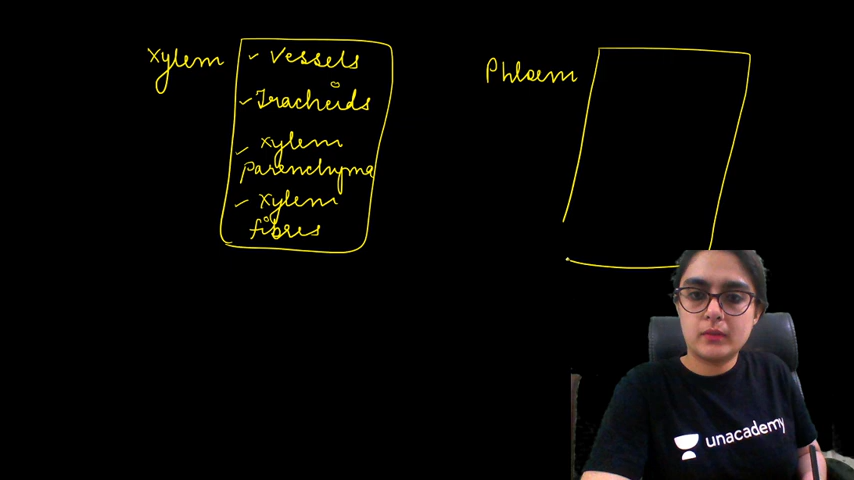 Xylem
Vessels
Tracheids
Xylem
Parenchyma
Xylem
fibres
Phloem
unacademy